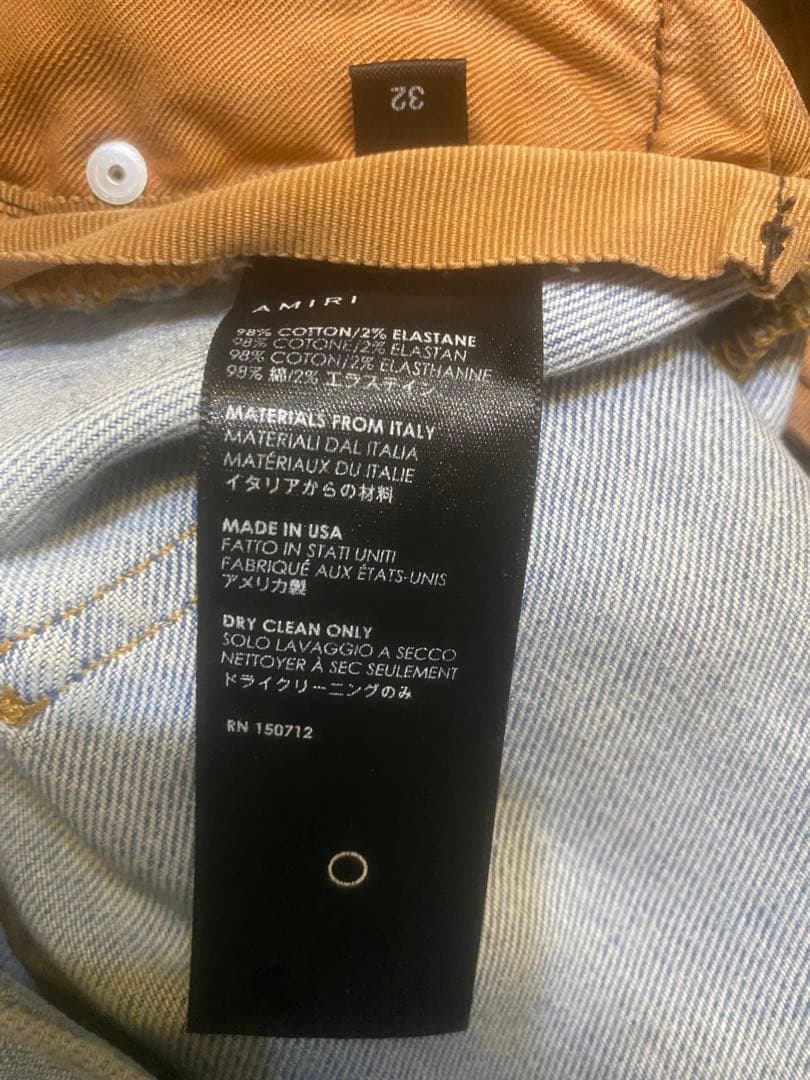 32
AMIRI
98% COTTON/2% ELASTANE
98% COTONE/2% ELASTAN
98% COTON/2% ELASTHANNE
98% 綿/2% エラステイン
MATERIALS FROM ITALY
MATERIALI DAL ITALIA
MATÉRIAUX DU ITALIE
イタリアからの材料
MADE IN USA
FATTO IN STATI UNITI
FABRIQUÉ AUX ÉTATS-UNIS
アメリカ製
DRY CLEAN ONLY
SOLO LAVAGGIO A SECCO
NETTOYER À SEC SEULEMENT
ドライクリーニングのみ
RN 150712